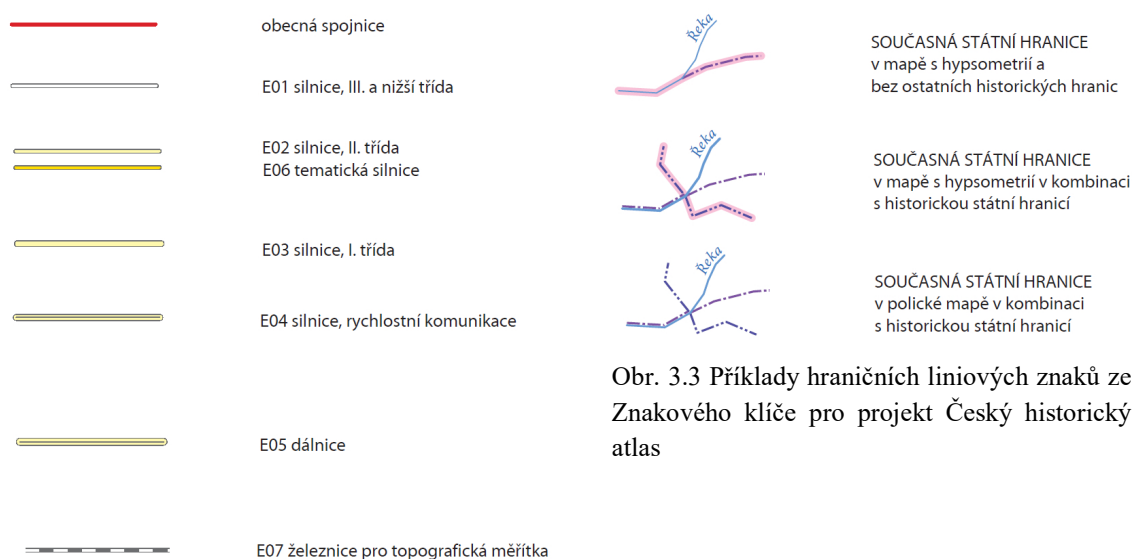 obecná spojnice
E01 silnice, III. a nižší třída
E02 silnice, II. třída
E06 tematická silnice
E03 silnice, I. třída
E04 silnice, rychlostní komunikace
E05 dálnice
E07 železnice pro topografická měřítka
Řeka
SOUČASNÁ STÁTNÍ HRANICE
v mapě s hypsometrií a
bez ostatních historických hranic
Řeka
SOUČASNÁ STÁTNÍ HRANICE
v mapě s hypsometrií v kombinaci
s historickou státní hranicí
Řeka
SOUČASNÁ STÁTNÍ HRANICE
v polické mapě v kombinaci
s historickou státní hranicí
Obr. 3.3 Příklady hraničních liniových znaků ze
Znakového klíče pro projekt Český historický
atlas